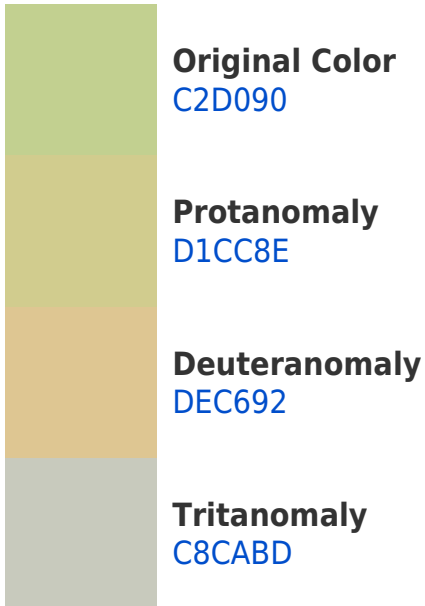 Original Color
C2D090
Protanomaly
D1CC8E
Deuteranomaly
DEC692
Tritanomaly
C8CABD